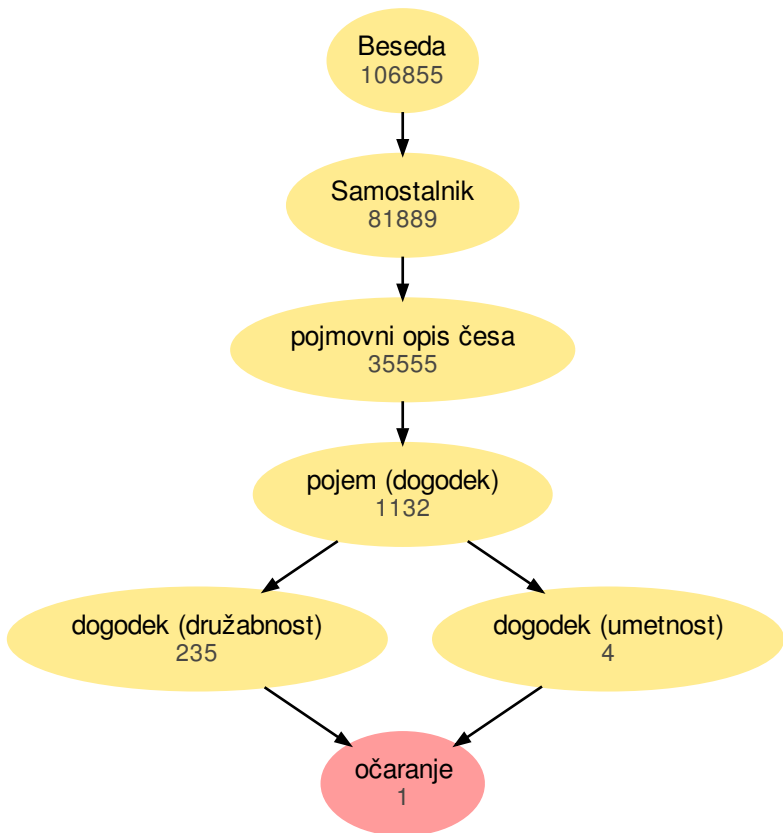 Beseda
106855
Samostalnik
81889
pojmovni opis česa
35555
pojem (dogodek)
1132
dogodek (družabnost)
235
dogodek (umetnost)
4
očaranje
1